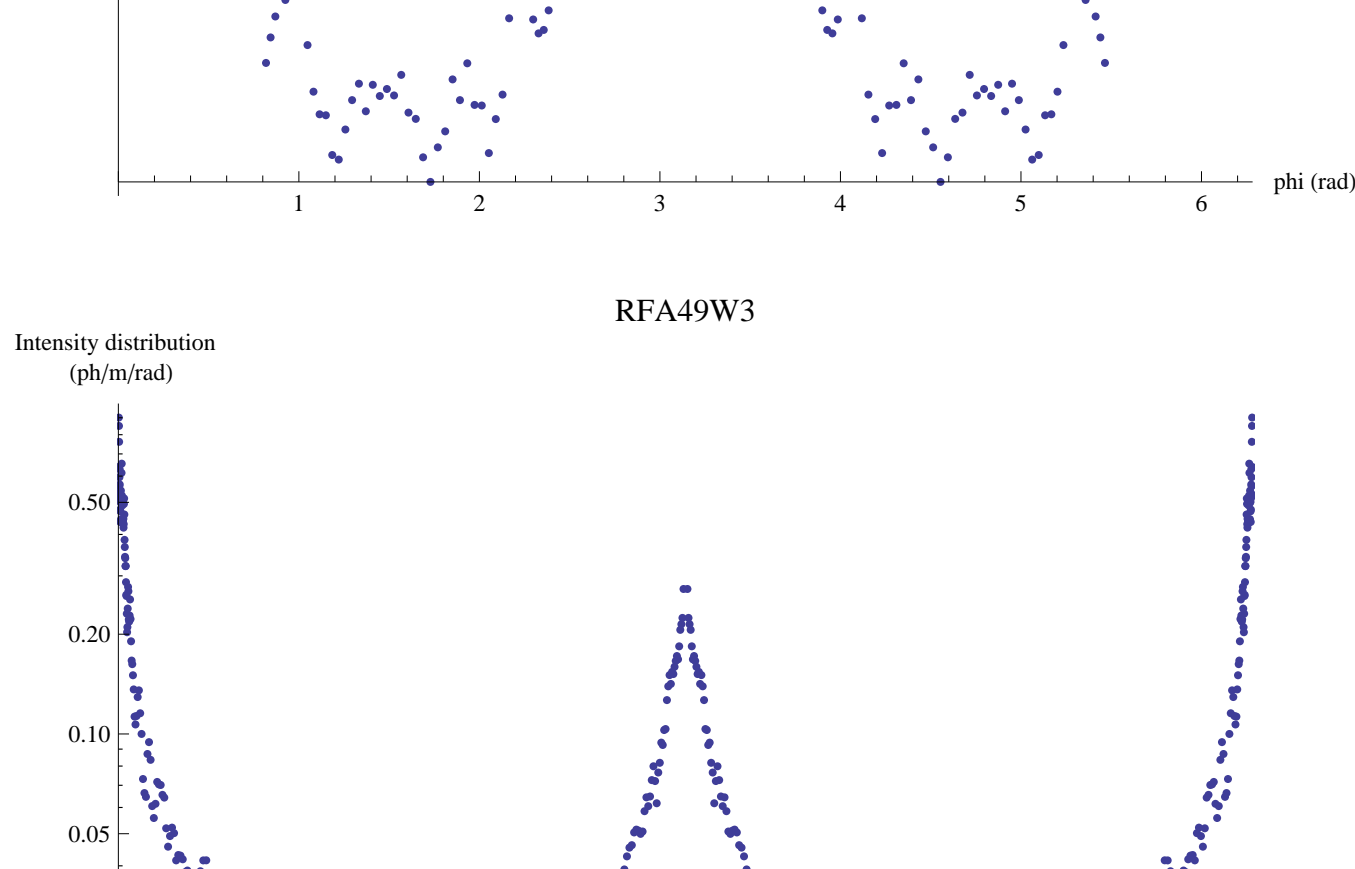 phi (rad)
1 2 3 4 5 6
RFA49W3
Intensity distribution
(ph/m/rad)
0.50
0.20
0.10
0.05